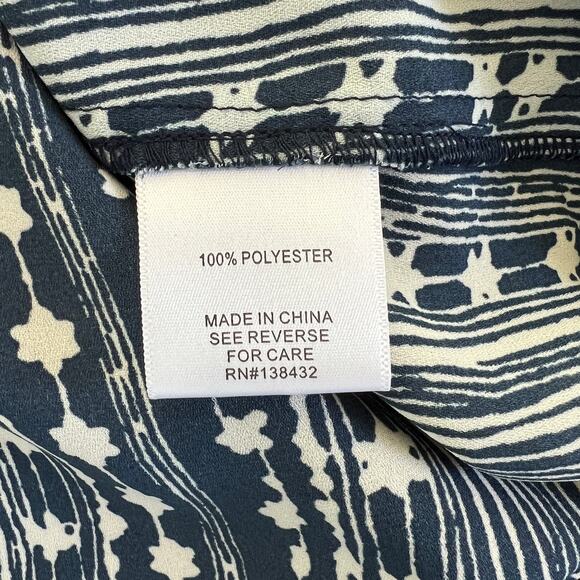 100% POLYESTER
MADE IN CHINA
SEE REVERSE
FOR CARE
RN#138432